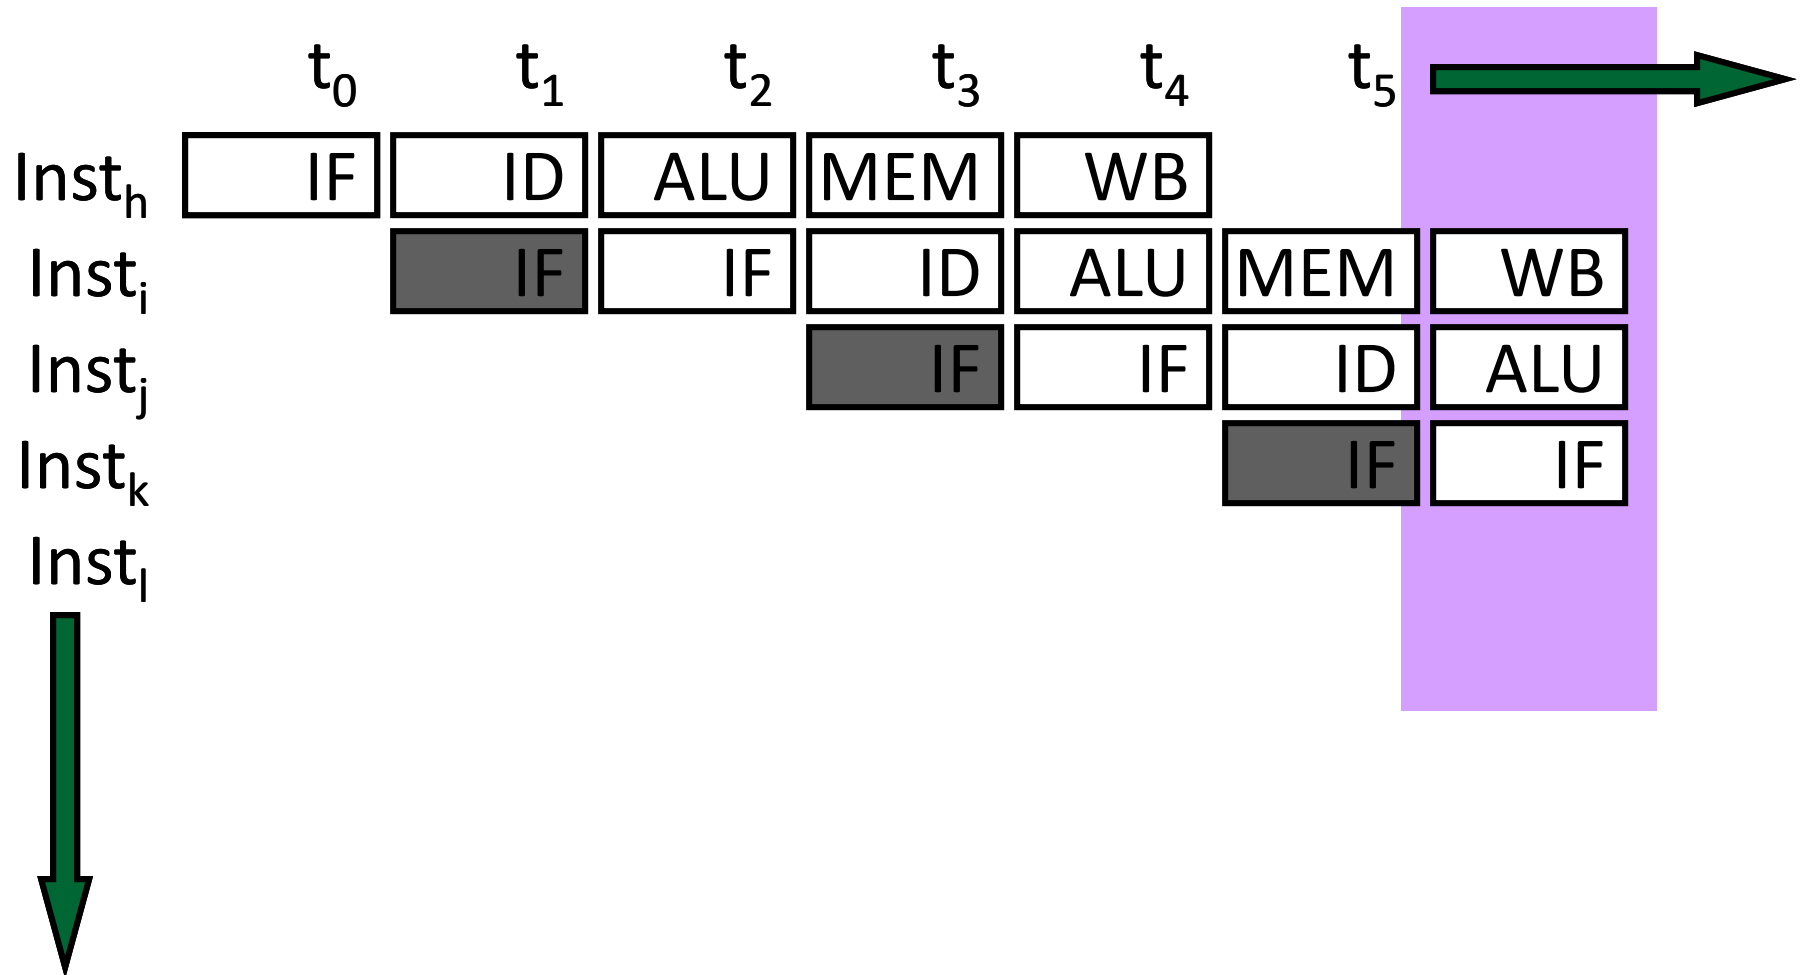 t₀ t₁ t₂ t₃ t₄ t₅
Instₕ IF ID ALU MEM WB
Instᵢ IF IF ID ALU MEM WB
Instⱼ IF IF ID ALU
Instₖ IF IF
Instₗ